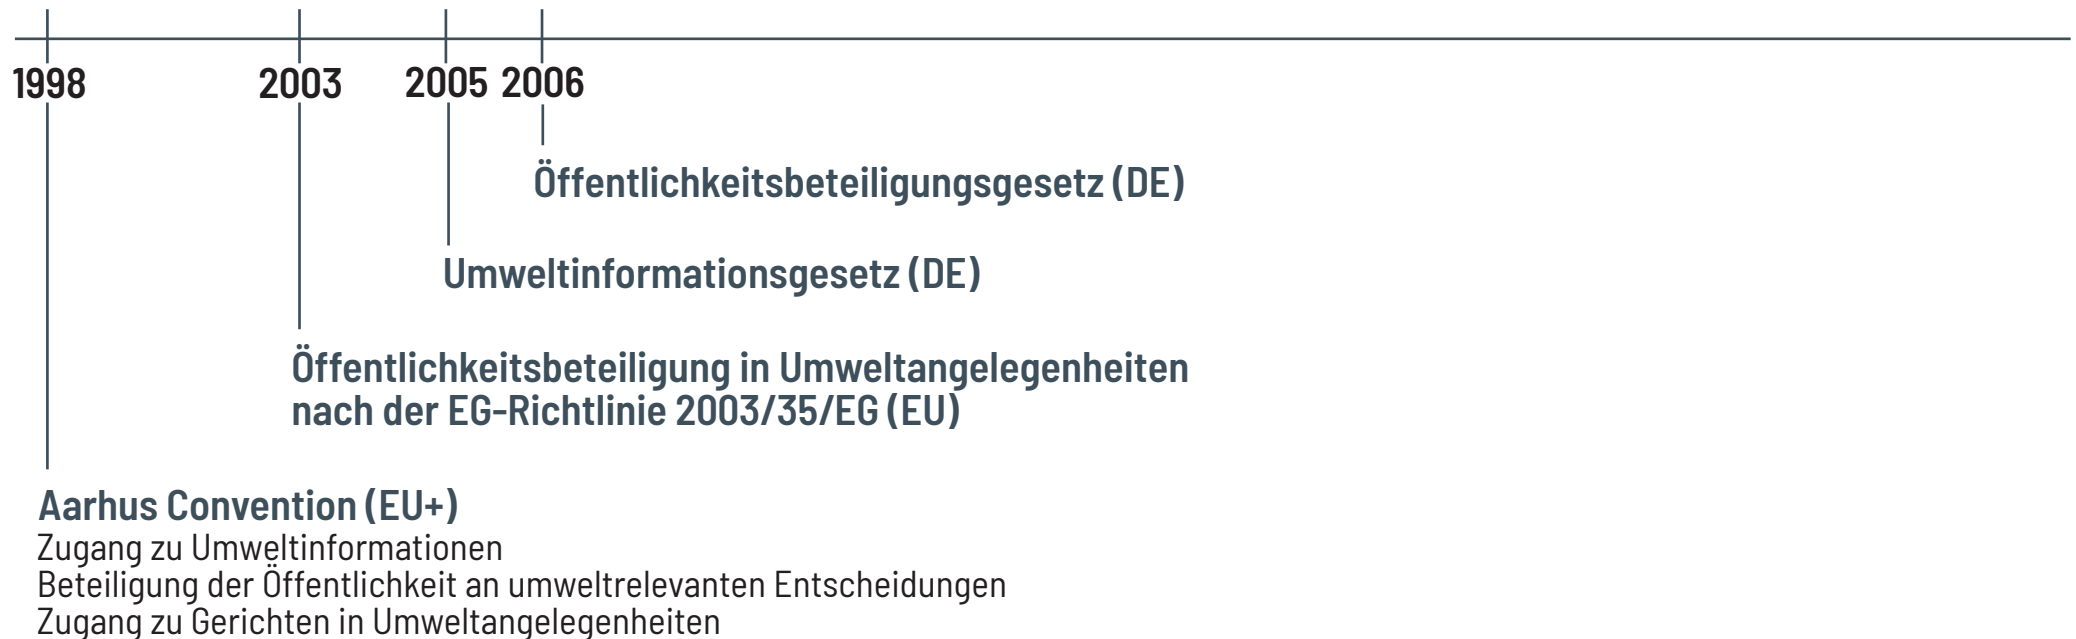 1998 2003 2005 2006
Öffentlichkeitsbeteiligungsgesetz (DE)
Umweltinformationsgesetz (DE)
Öffentlichkeitsbeteiligung in Umweltangelegenheiten
nach der EG-Richtlinie 2003/35/EG (EU)
Aarhus Convention (EU+)
Zugang zu Umweltinformationen
Beteiligung der Öffentlichkeit an umweltrelevanten Entscheidungen
Zugang zu Gerichten in Umweltangelegenheiten